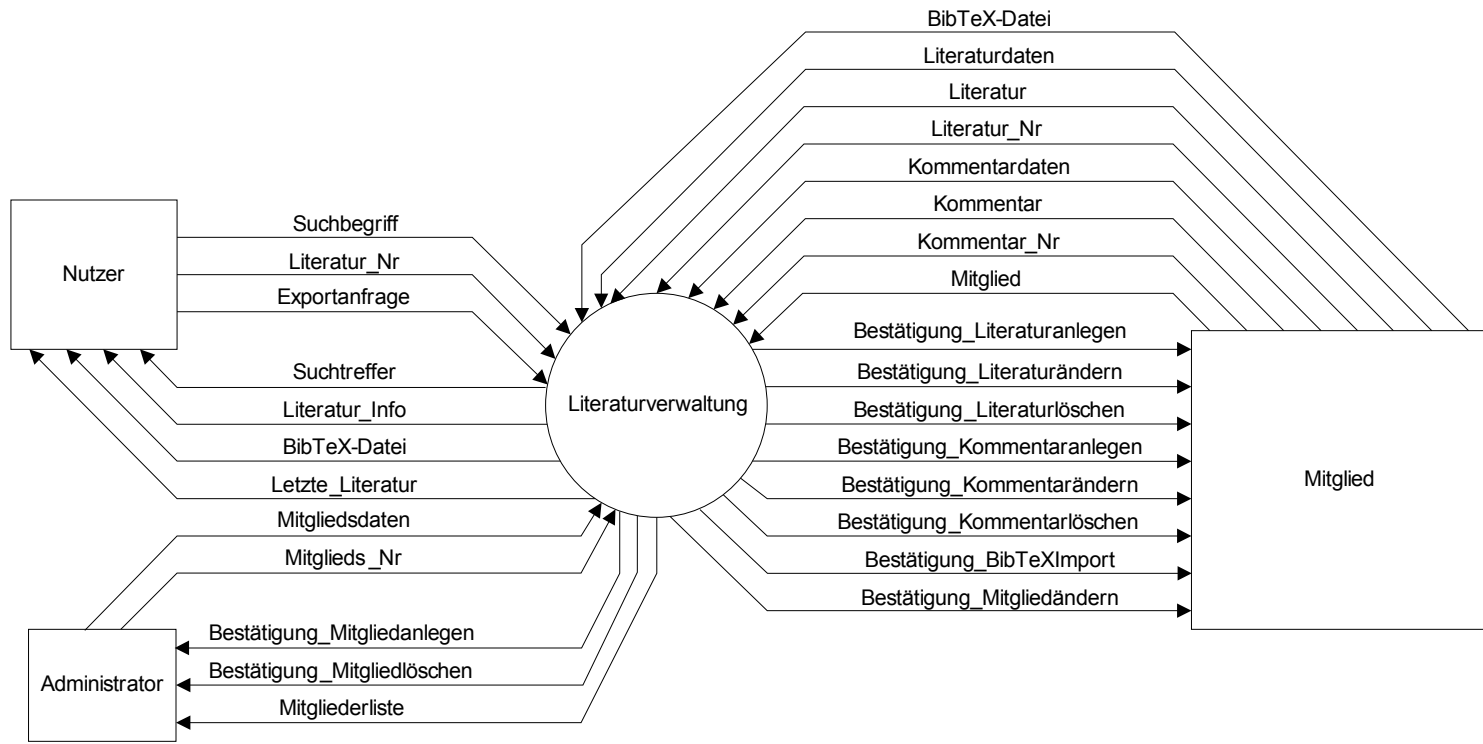 BibTeX-Datei
Literaturdaten
Literatur
Literatur_Nr
Kommentardaten
Kommentar
Kommentar_Nr
Mitglied
Nutzer
Suchbegriff
Literatur_Nr
Exportanfrage
Suchtreffer
Literatur_Info
BibTeX-Datei
Letzte_Literatur
Mitgliedsdaten
Mitglieds_Nr
Literaturverwaltung
Bestätigung_Literaturanlegen
Bestätigung_Literaturändern
Bestätigung_Literaturlöschen
Bestätigung_Kommentaranlegen
Bestätigung_Kommentarändern
Bestätigung_Kommentarlöschen
Bestätigung_BibTeXImport
Bestätigung_Mitgliedändern
Mitglied
Administrator
Bestätigung_Mitgliedanlegen
Bestätigung_Mitgliedlöschen
Mitgliederliste